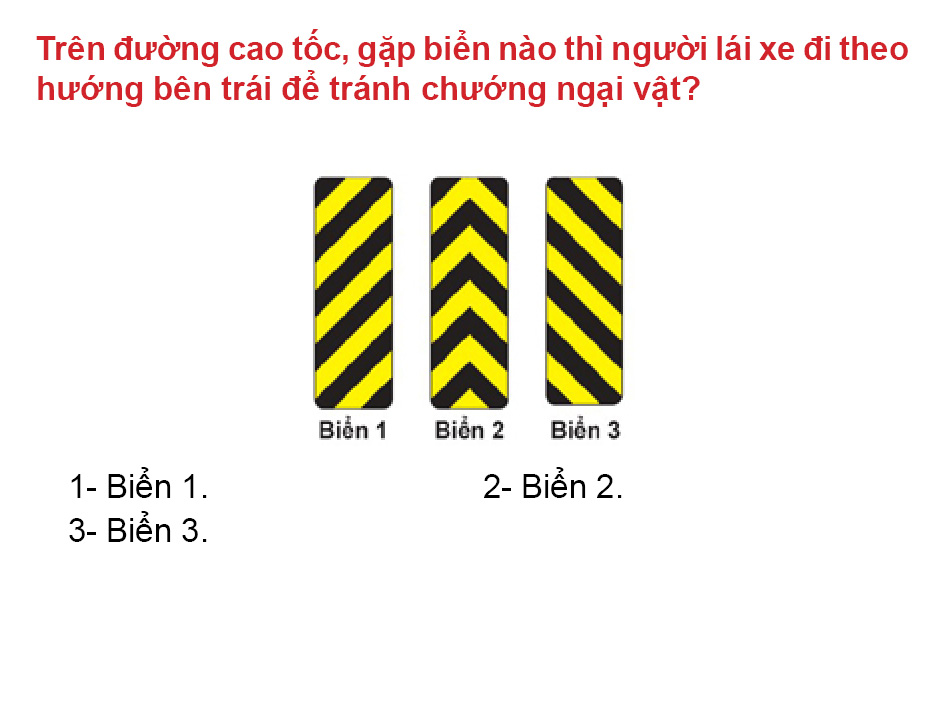 Trên đường cao tốc, gặp biển nào thì người lái xe đi theo
hướng bên trái để tránh chướng ngại vật?
Biển 1 Biển 2 Biển 3
1- Biển 1. 2- Biển 2.
3- Biển 3.